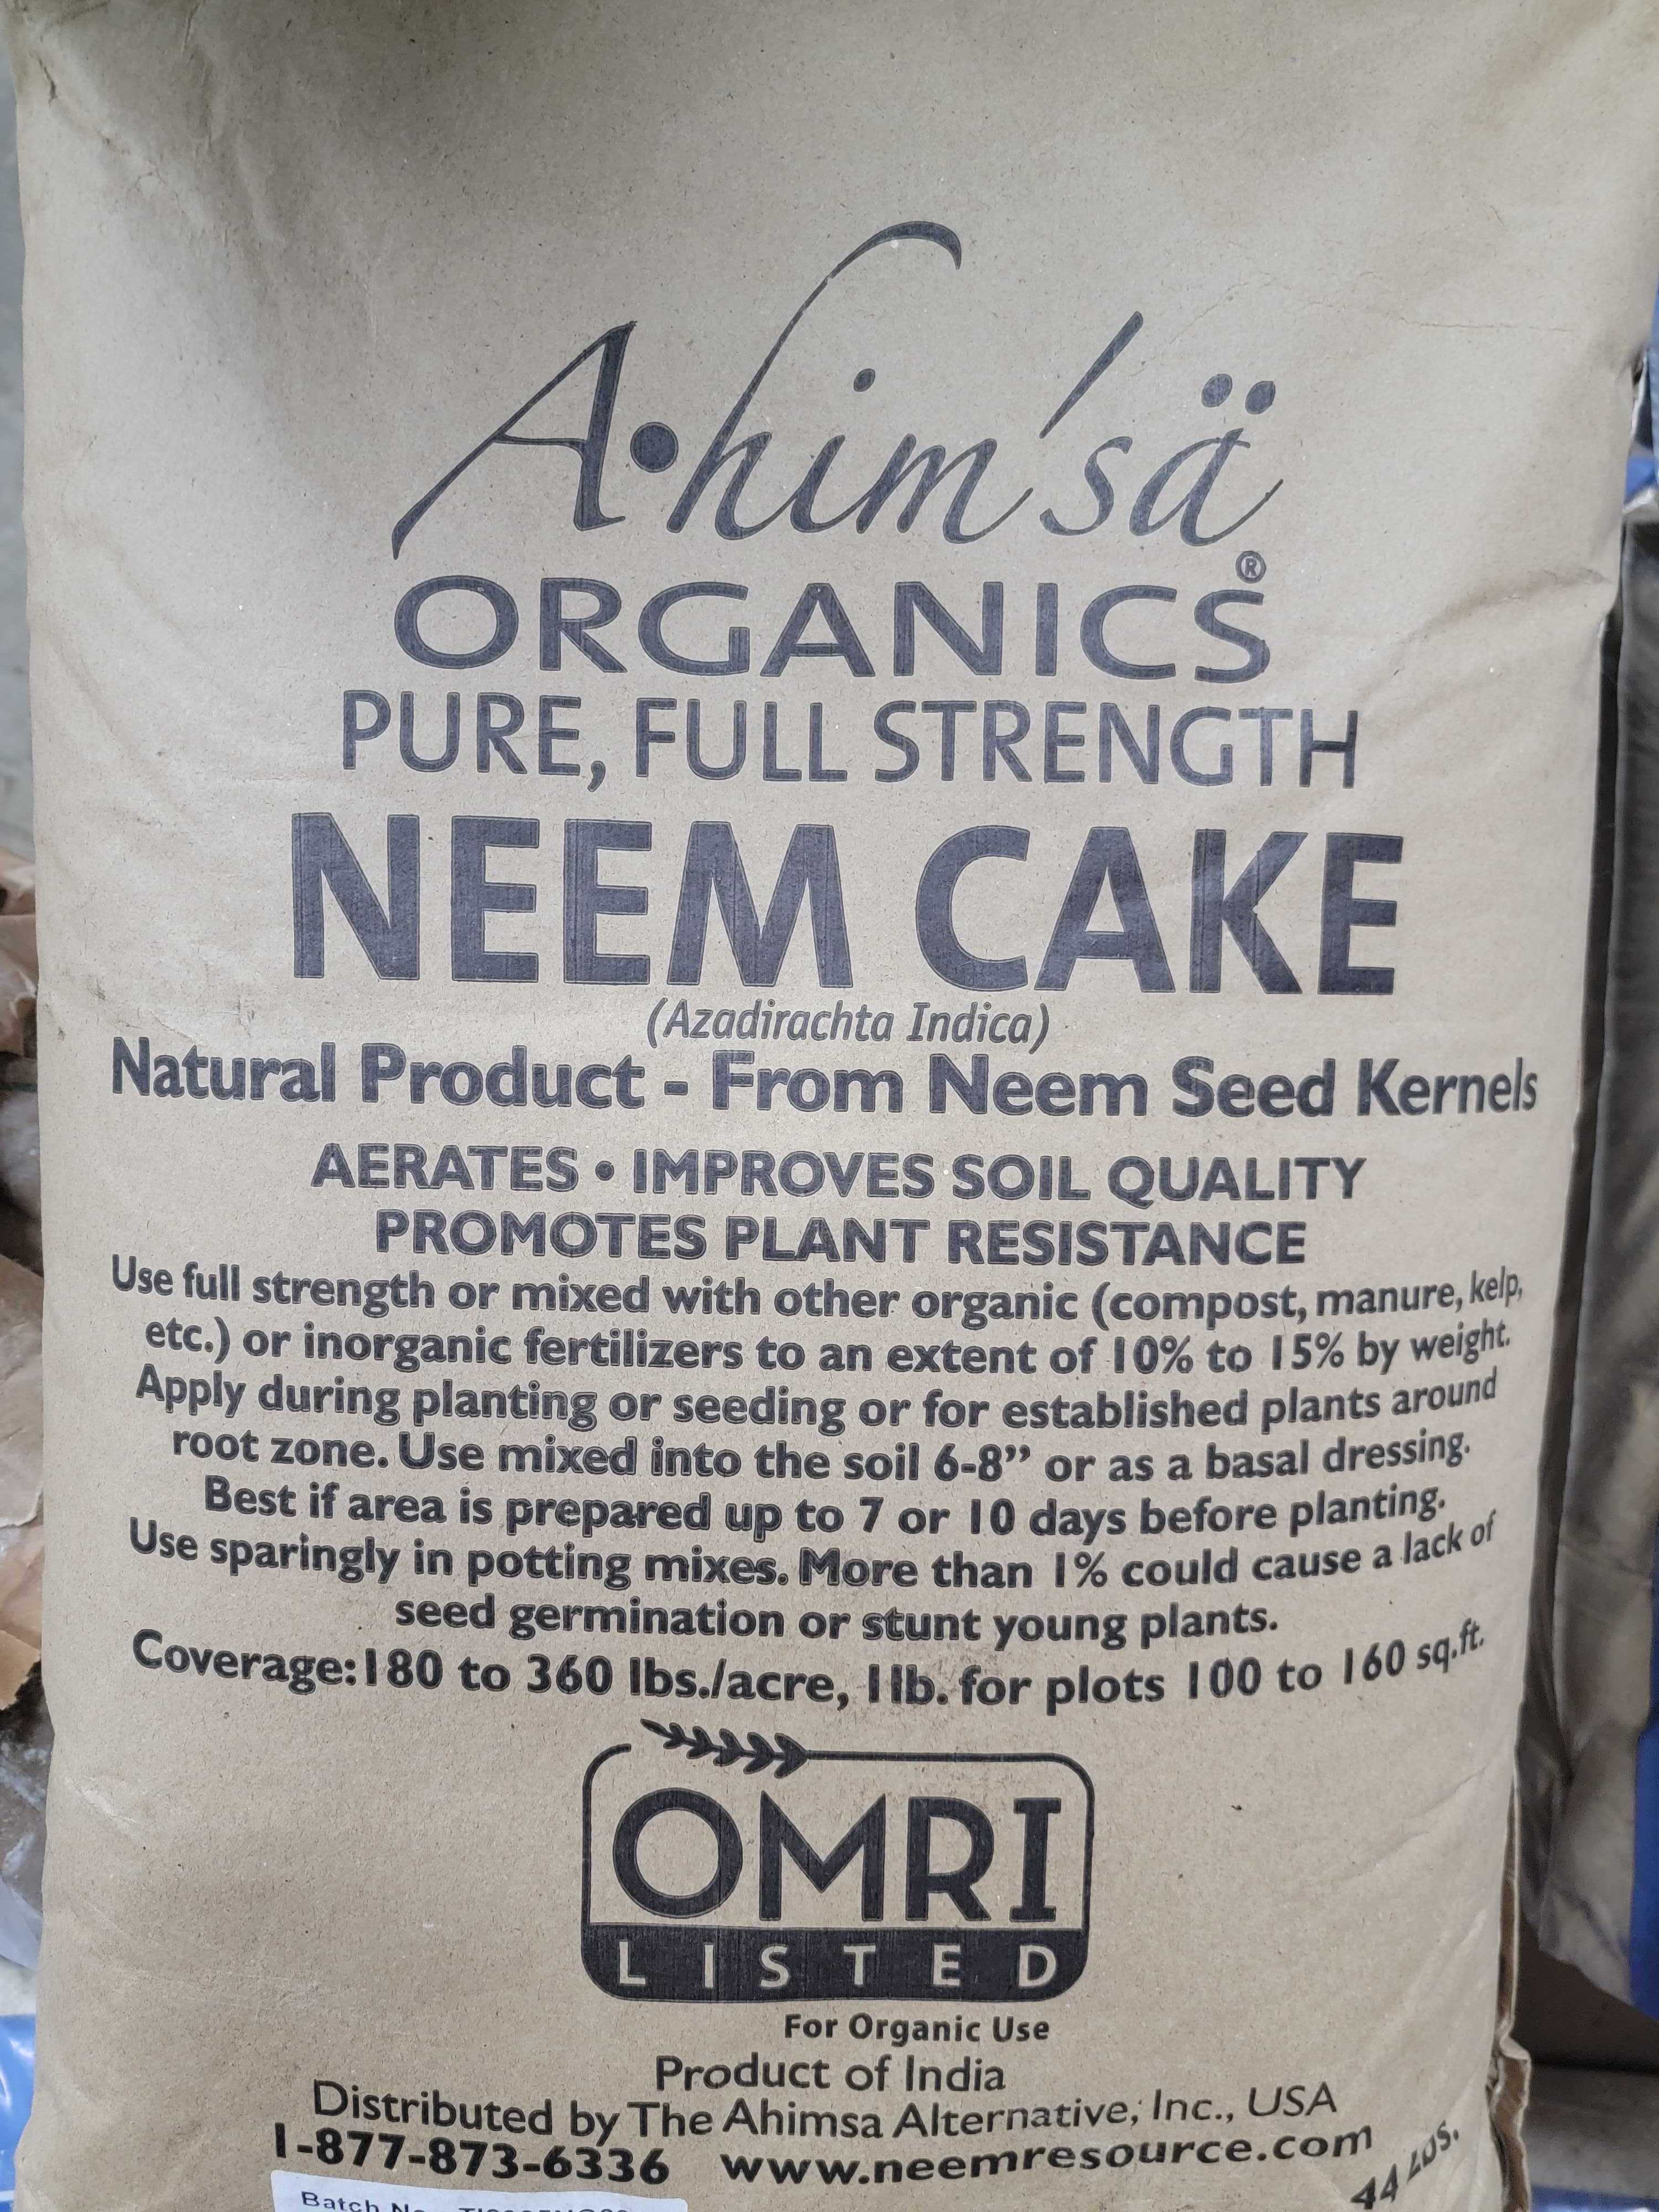 A•him'sä
ORGANICS®
PURE, FULL STRENGTH
NEEM CAKE
(Azadirachta Indica)
Natural Product - From Neem Seed Kernels
AERATES • IMPROVES SOIL QUALITY
PROMOTES PLANT RESISTANCE
Use full strength or mixed with other organic (compost, manure, kelp,
etc.) or inorganic fertilizers to an extent of 10% to 15% by weight.
Apply during planting or seeding or for established plants around
root zone. Use mixed into the soil 6-8” or as a basal dressing.
Best if area is prepared up to 7 or 10 days before planting.
Use sparingly in potting mixes. More than 1% could cause a lack of
seed germination or stunt young plants.
Coverage: 180 to 360 lbs./acre, 1 lb. for plots 100 to 160 sq.ft.
OMRI
LISTED
For Organic Use
Product of India
Distributed by The Ahimsa Alternative, Inc., USA
1-877-873-6336 www.neemresource.com
44 Lbs.
Batch